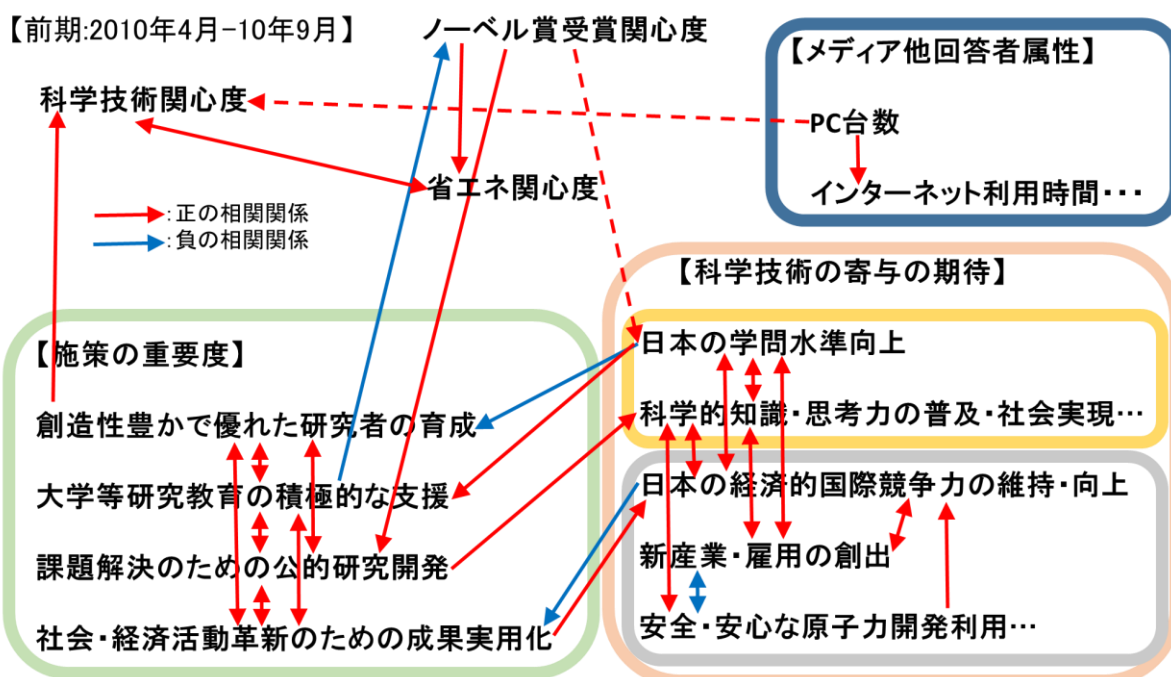 【前期:2010年4月-10年9月】
ノーベル賞受賞関心度
【メディア他回答者属性】
科学技術関心度
PC台数
省エネ関心度
インターネット利用時間･･･
:正の相関関係
:負の相関関係
【科学技術の寄与の期待】
【施策の重要度】
日本の学問水準向上
創造性豊かで優れた研究者の育成
科学的知識・思考力の普及・社会実現…
大学等研究教育の積極的な支援
日本の経済的国際競争力の維持・向上
課題解決のための公的研究開発
新産業・雇用の創出
社会・経済活動革新のための成果実用化
安全・安心な原子力開発利用…